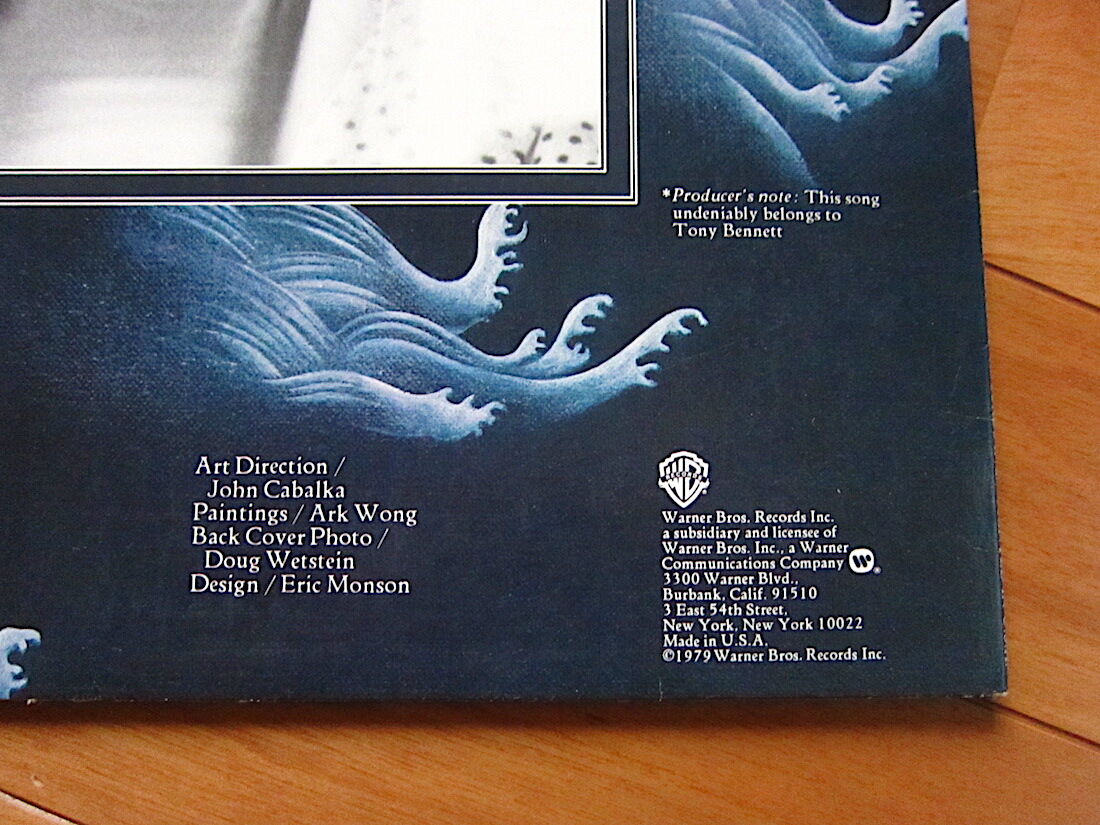 *Producer's note: This song
undeniably belongs to
Tony Bennett
Art Direction /
John Cabalka
Paintings / Ark Wong
Back Cover Photo /
Doug Wetstein
Design / Eric Monson
WB
RECORDS
Warner Bros. Records Inc.
a subsidiary and licensee of
Warner Bros. Inc., a Warner
Communications Company
3300 Warner Blvd.,
Burbank, Calif. 91510
3 East 54th Street,
New York, New York 10022
Made in U.S.A.
©1979 Warner Bros. Records Inc.